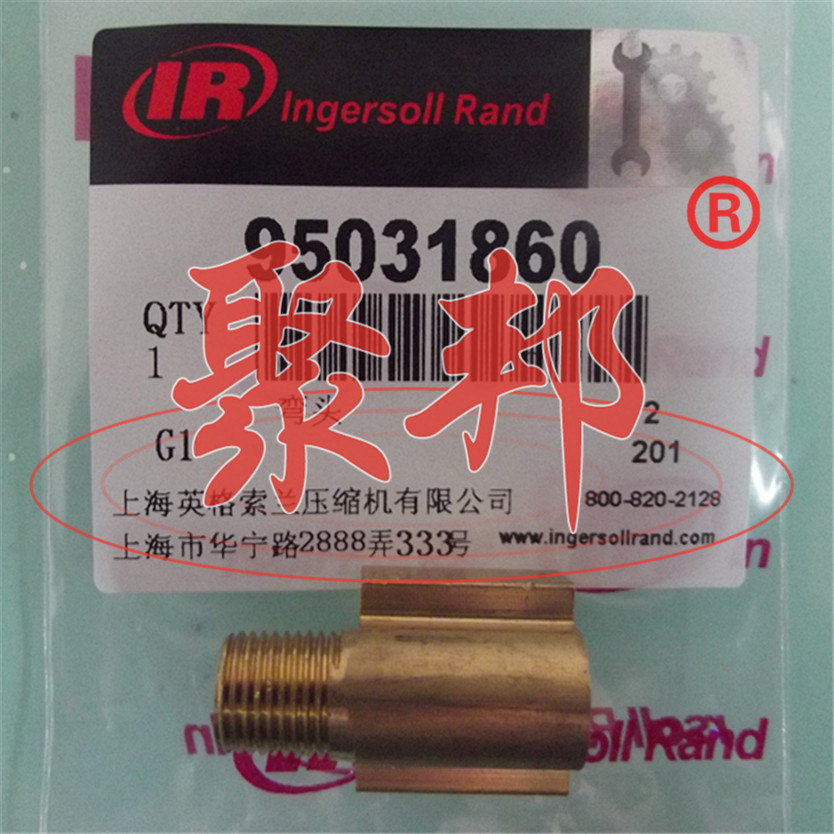 IR Ingersoll Rand
®
95031860
QTY
1
聚邦
弯头
2
G1
201
上海英格索兰压缩机有限公司
800-820-2128
上海市华宁路2888弄333号
www.ingersollrand.com